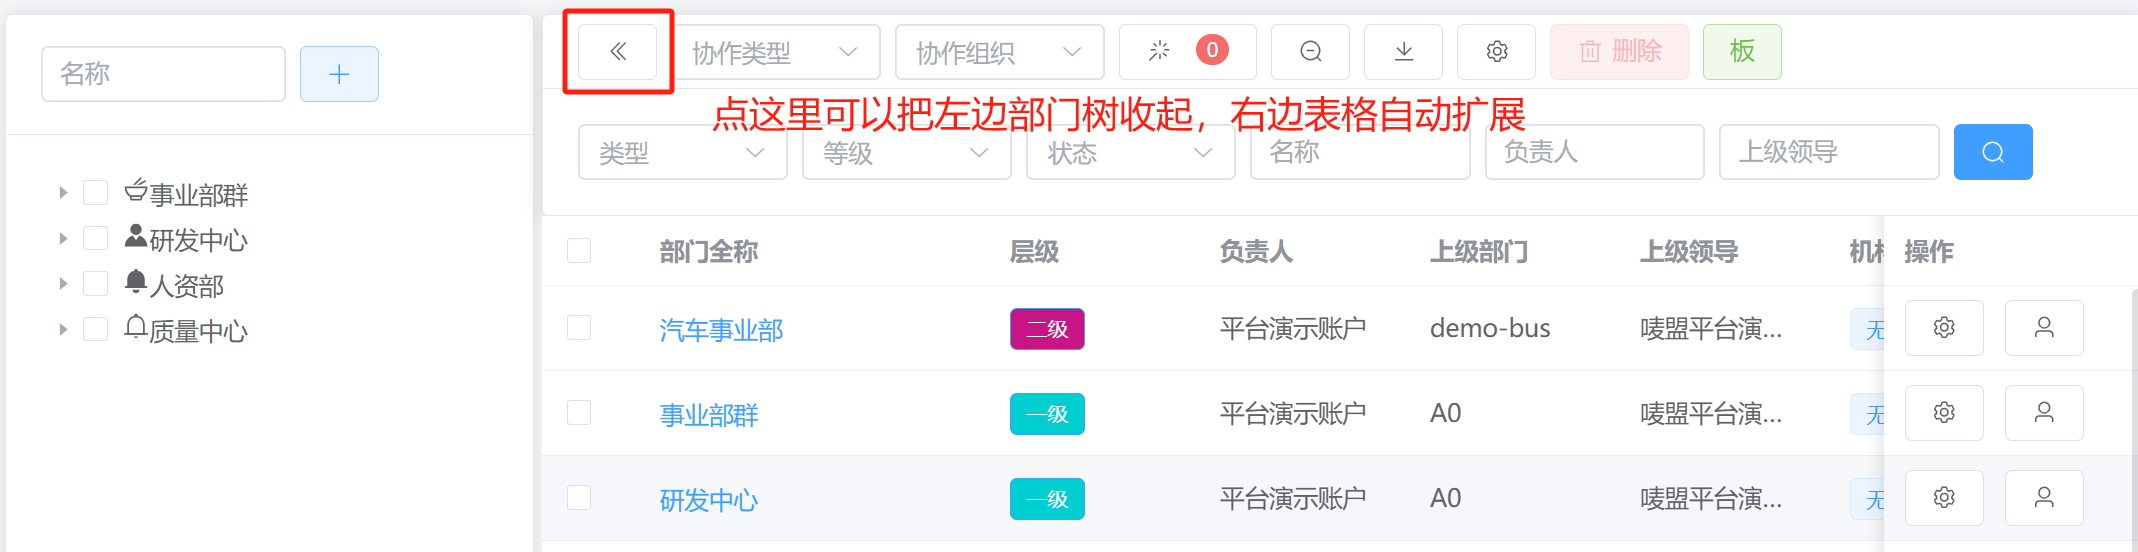 名称
事业部群
研发中心
人资部
质量中心
协作类型 协作组织 0 删除 板
点这里可以把左边部门树收起，右边表格自动扩展
类型 等级 状态 名称 负责人 上级领导
部门全称 层级 负责人 上级部门 上级领导 机 操作
汽车事业部 二级 平台演示账户 demo-bus 唛盟平台演... 无
事业部群 一级 平台演示账户 A0 唛盟平台演... 无
研发中心 一级 平台演示账户 A0 唛盟平台演... 无